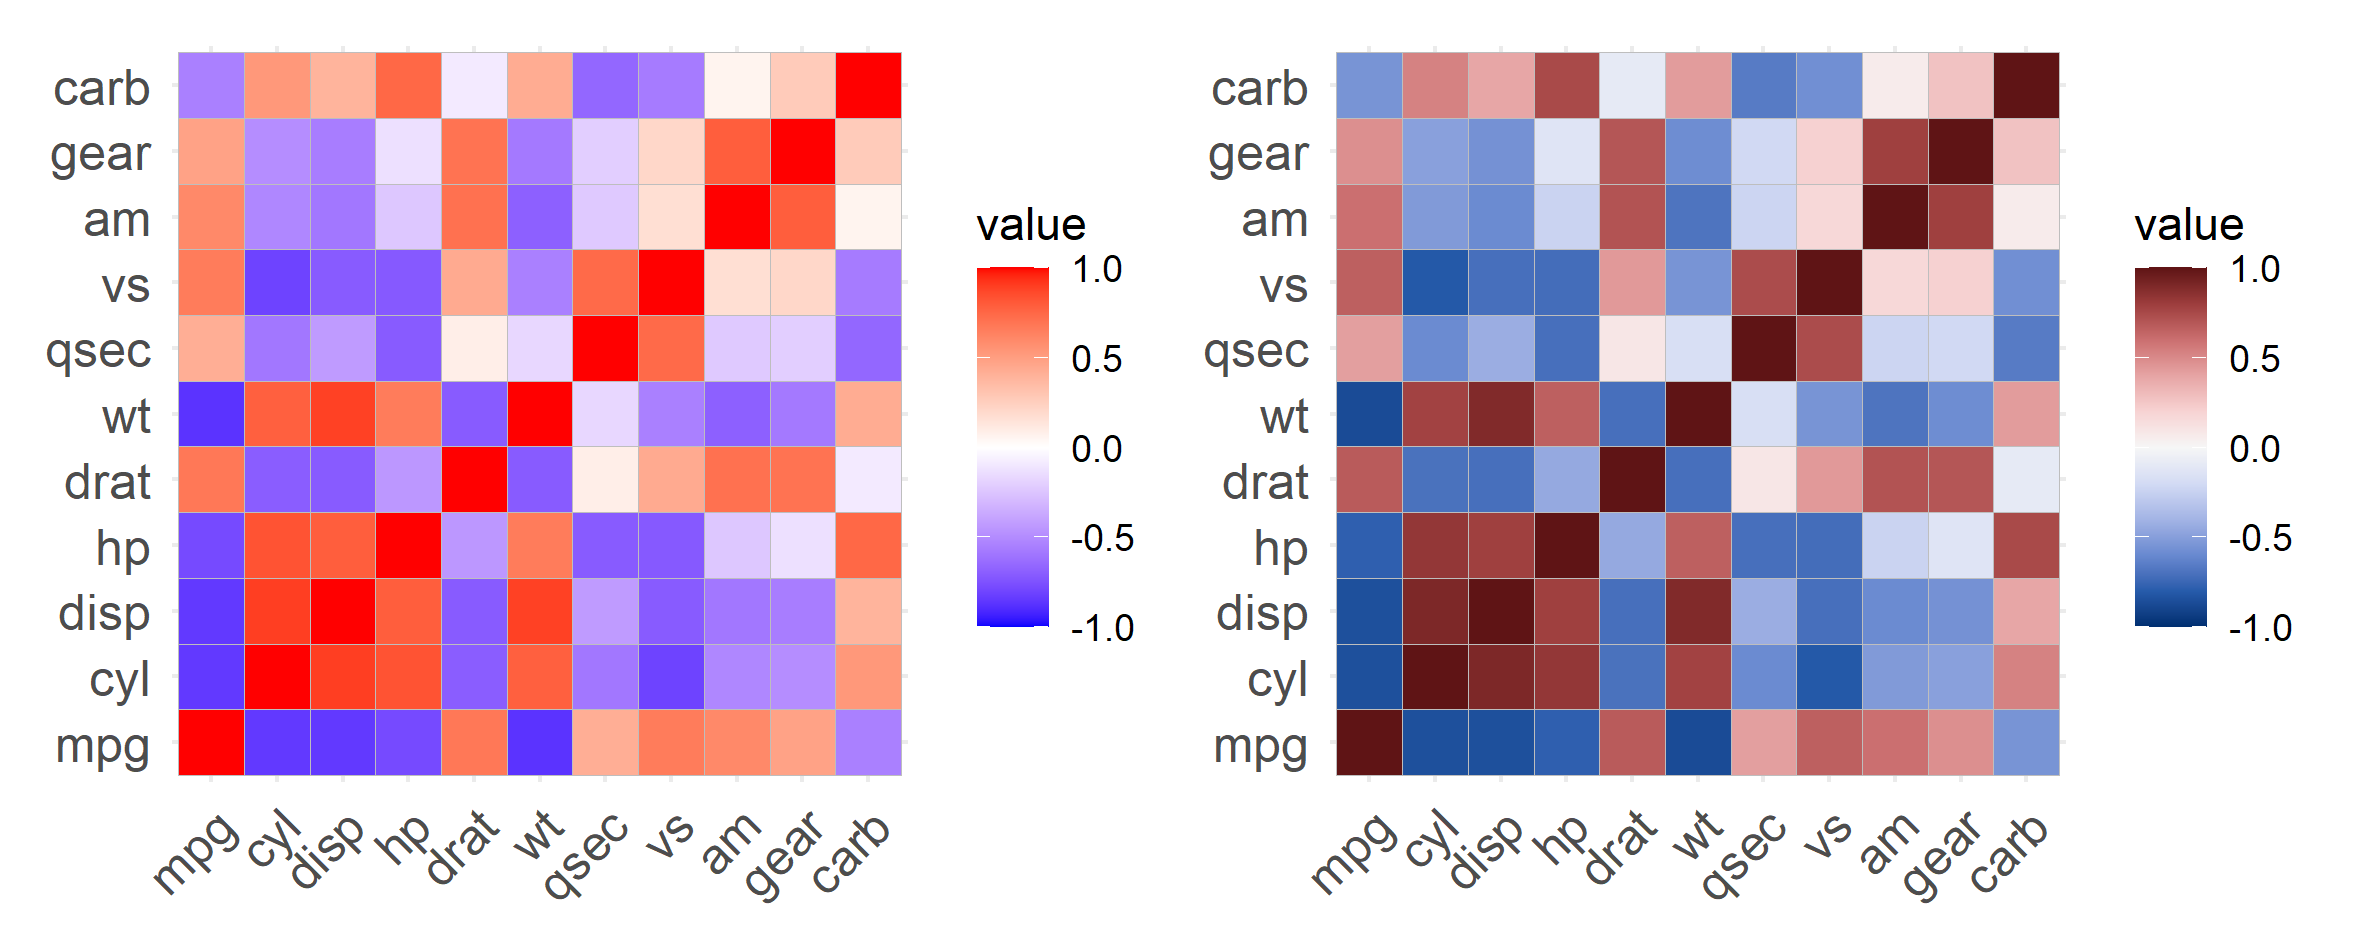 carb
gear
am
vs
qsec
wt
drat
hp
disp
cyl
mpg
mpg cyl disp hp drat wt qsec vs am gear carb
value
1.0
0.5
0.0
-0.5
-1.0
carb
gear
am
vs
qsec
wt
drat
hp
disp
cyl
mpg
mpg cyl disp hp drat wt qsec vs am gear carb
value
1.0
0.5
0.0
-0.5
-1.0